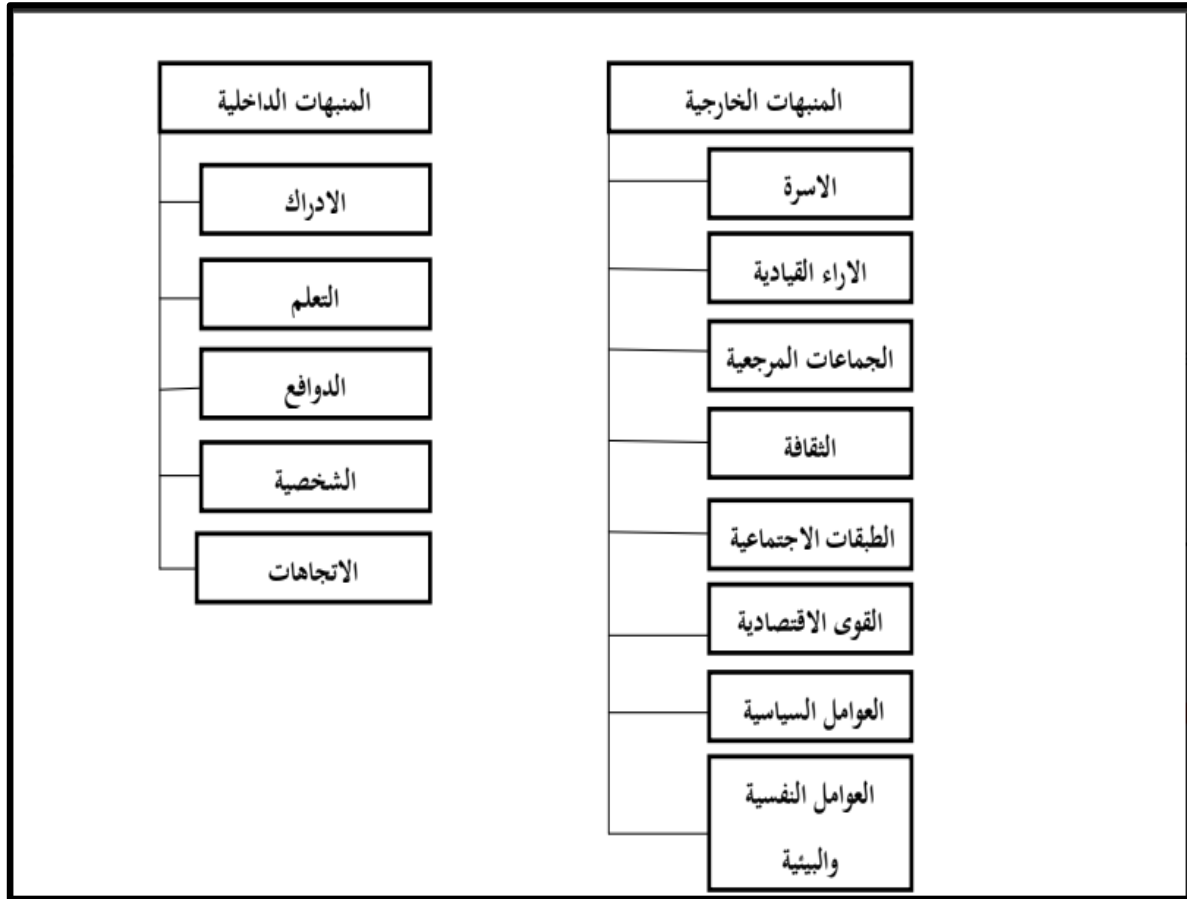 المنبهات الخارجية
الاسرة
الاراء القيادية
الجماعات المرجعية
الثقافة
الطبقات الاجتماعية
القوى الاقتصادية
العوامل السياسية
العوامل النفسية
والبيئية
المنبهات الداخلية
الادراك
التعلم
الدوافع
الشخصية
الاتجاهات